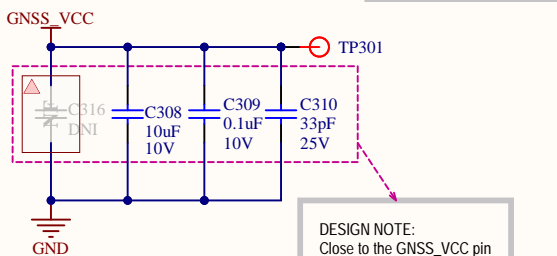 GNSS_VCC
TP301
C316
DNI
C308
10uF
10V
C309
0.1uF
10V
C310
33pF
25V
GND
DESIGN NOTE:
Close to the GNSS_VCC pin